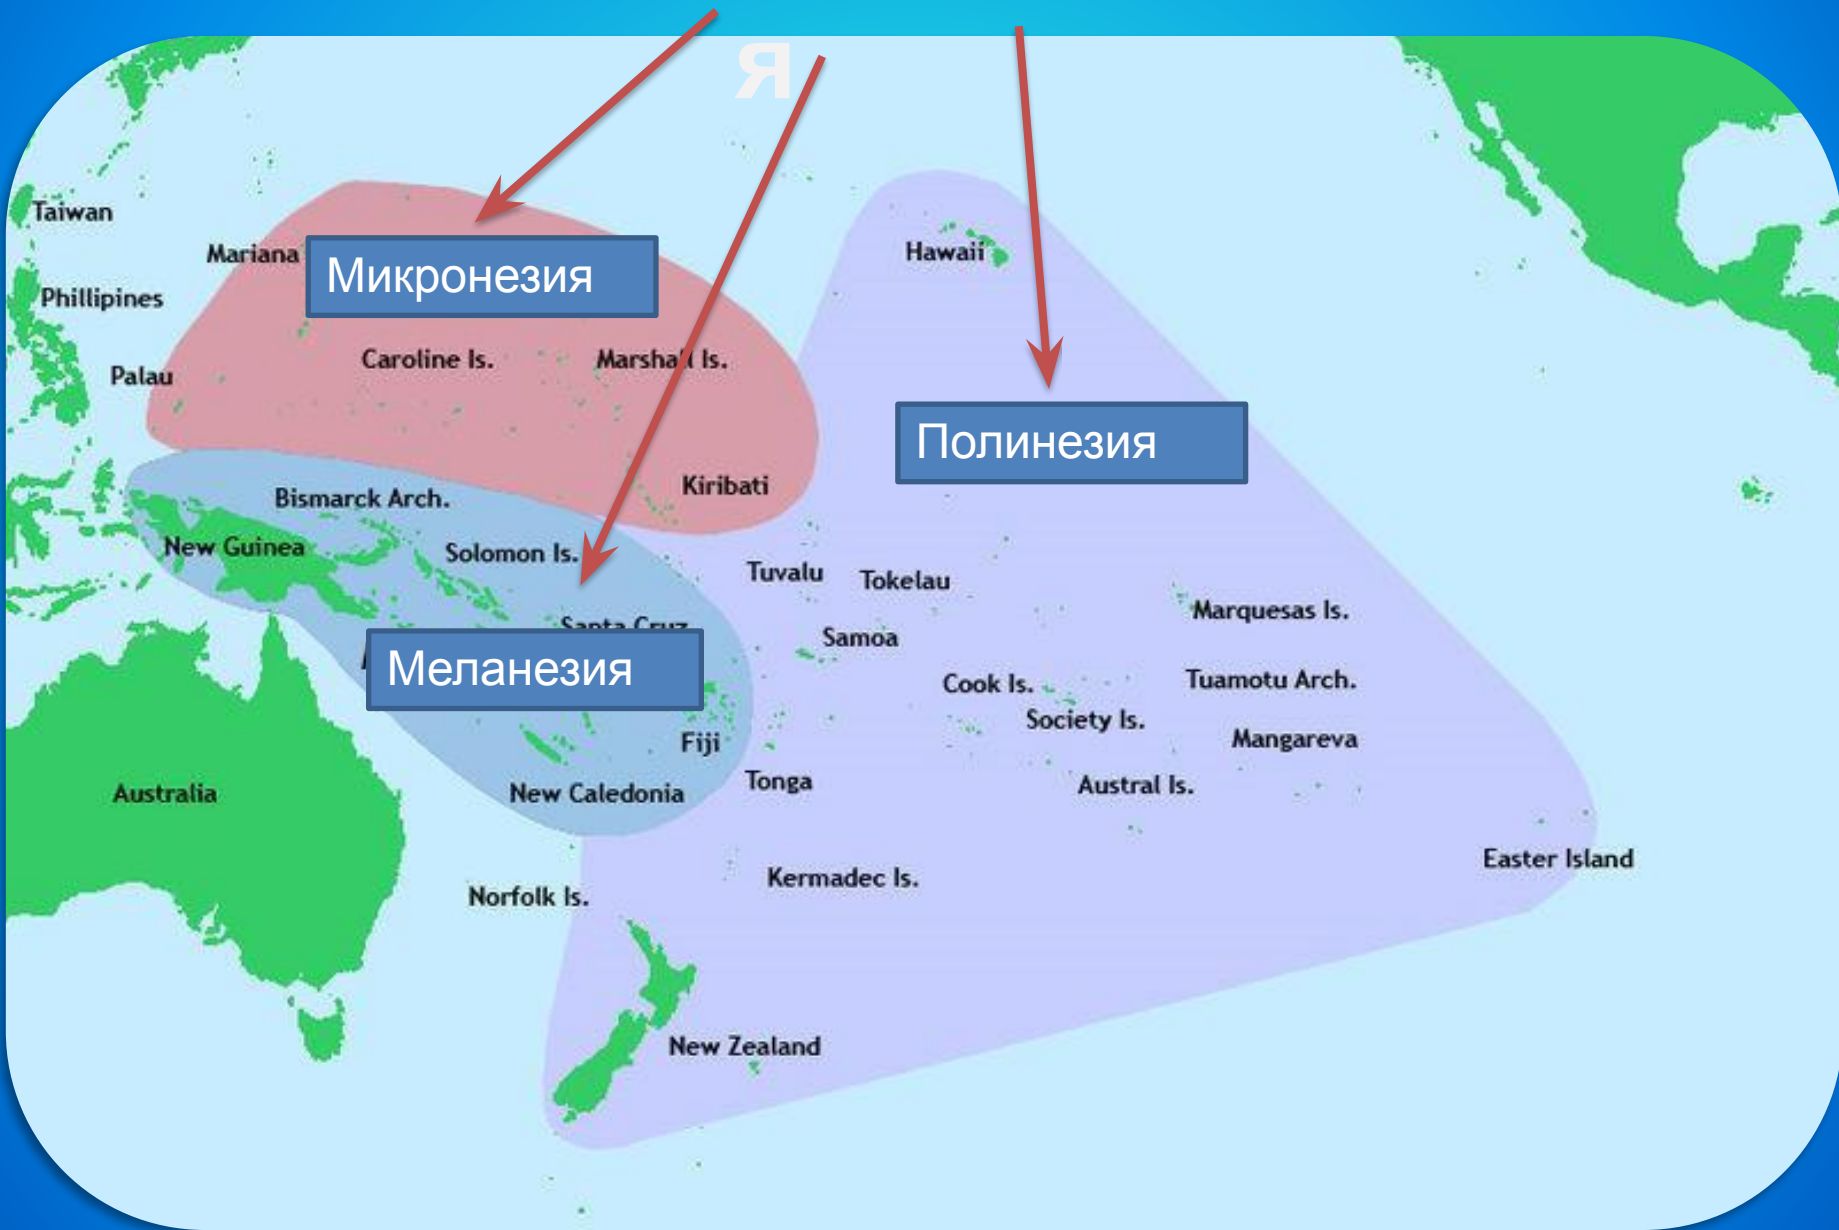 я
Taiwan
Mariana
Микронезия
Hawaii
Phillipines
Caroline Is.
Marshall Is.
Palau
Полинезия
Kiribati
Bismarck Arch.
New Guinea
Solomon Is.
Tuvalu
Tokelau
Marquesas Is.
Santa Cruz
Samoa
Меланезия
Cook Is.
Tuamotu Arch.
Society Is.
Fiji
Mangareva
Tonga
Austral Is.
Australia
New Caledonia
Easter Island
Kermadec Is.
Norfolk Is.
New Zealand